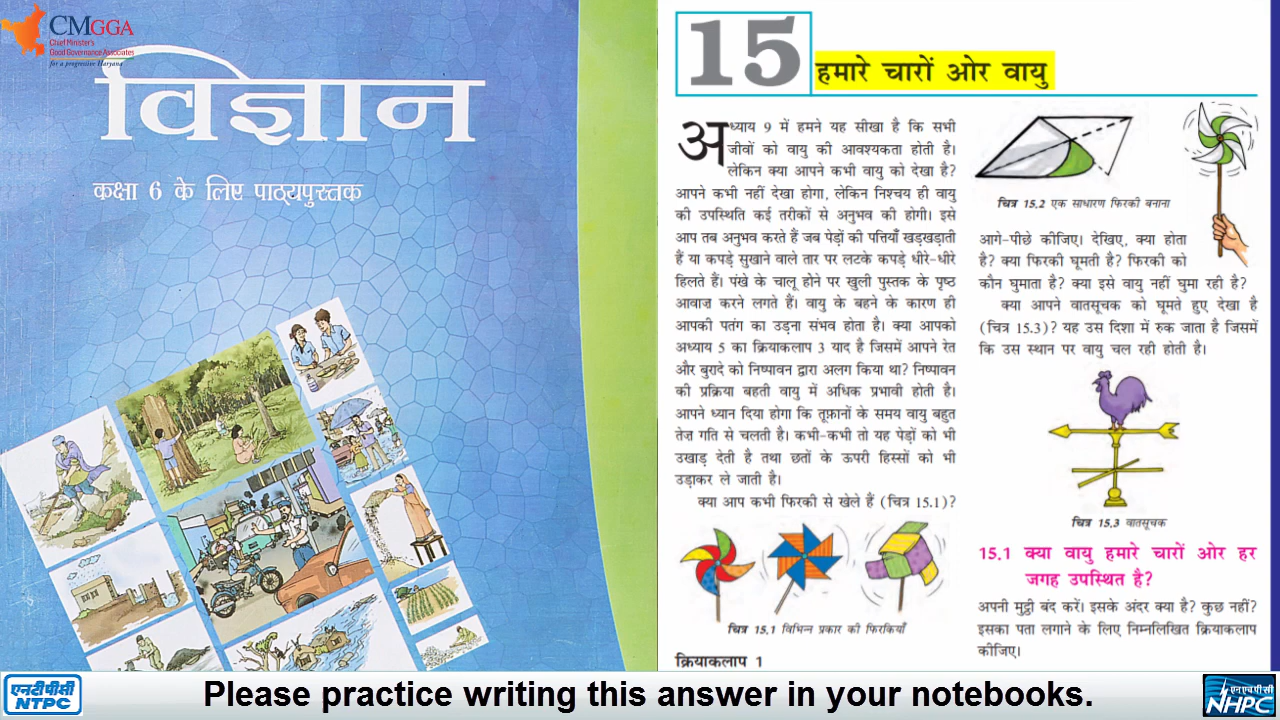 CMGGA
Chief Minister's
Good Governance Associates
for a progressive Haryana
विज्ञान
कक्षा 6 के लिए पाठ्यपुस्तक
15
हमारे चारों ओर वायु
अध्याय 9 में हमने यह सीखा है कि सभी
जीवों को वायु की आवश्यकता होती है।
लेकिन क्या आपने कभी वायु को देखा है?
आपने कभी नहीं देखा होगा, लेकिन निश्चय ही वायु
की उपस्थिति कई तरीकों से अनुभव की होगी। इसे
आप तब अनुभव करते हैं जब पेड़ों की पत्तियाँ खड़खड़ाती
हैं या कपड़े सुखाने वाले तार पर लटके कपड़े धीरे-धीरे
हिलते हैं। पंखे के चालू होने पर खुली पुस्तक के पृष्ठ
आवाज़ करने लगते हैं। वायु के बहने के कारण ही
आपकी पतंग का उड़ना संभव होता है। क्या आपको
अध्याय 5 का क्रियाकलाप 3 याद है जिसमें आपने रेत
और बुरादे को निष्पावन द्वारा अलग किया था? निष्पावन
की प्रक्रिया बहती वायु में अधिक प्रभावी होती है।
आपने ध्यान दिया होगा कि तूफ़ानों के समय वायु बहुत
तेज़ गति से चलती है। कभी-कभी तो यह पेड़ों को भी
उखाड़ देती है तथा छतों के ऊपरी हिस्सों को भी
उड़ाकर ले जाती है।
क्या आप कभी फिरकी से खेले हैं (चित्र 15.1)?
चित्र 15.1 विभिन्न प्रकार की फिरकियाँ
क्रियाकलाप 1
चित्र 15.2 एक साधारण फिरकी बनाना
आगे-पीछे कीजिए। देखिए, क्या होता
है? क्या फिरकी घूमती है? फिरकी को
कौन घुमाता है? क्या इसे वायु नहीं घुमा रही है?
क्या आपने वातसूचक को घूमते हुए देखा है
(चित्र 15.3)? यह उस दिशा में रुक जाता है जिसमें
कि उस स्थान पर वायु चल रही होती है।
चित्र 15.3 वातसूचक
15.1 क्या वायु हमारे चारों ओर हर
जगह उपस्थित है?
अपनी मुट्ठी बंद करें। इसके अंदर क्या है? कुछ नहीं?
इसका पता लगाने के लिए निम्नलिखित क्रियाकलाप
कीजिए।
एनटीपीसी
NTPC
Please practice writing this answer in your notebooks.
एनएचपीसी
NHPC